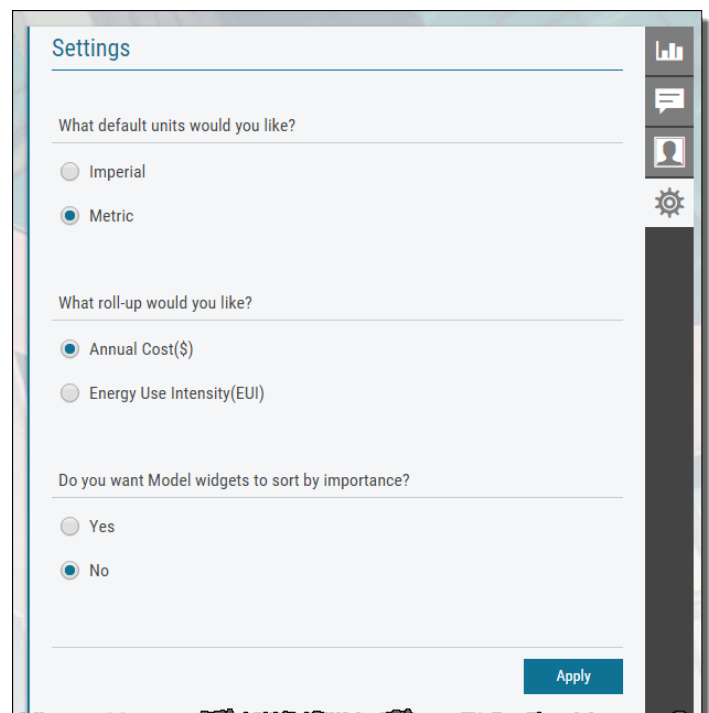 Settings
What default units would you like?
Imperial
Metric
What roll-up would you like?
Annual Cost($)
Energy Use Intensity(EUI)
Do you want Model widgets to sort by importance?
Yes
No
Apply